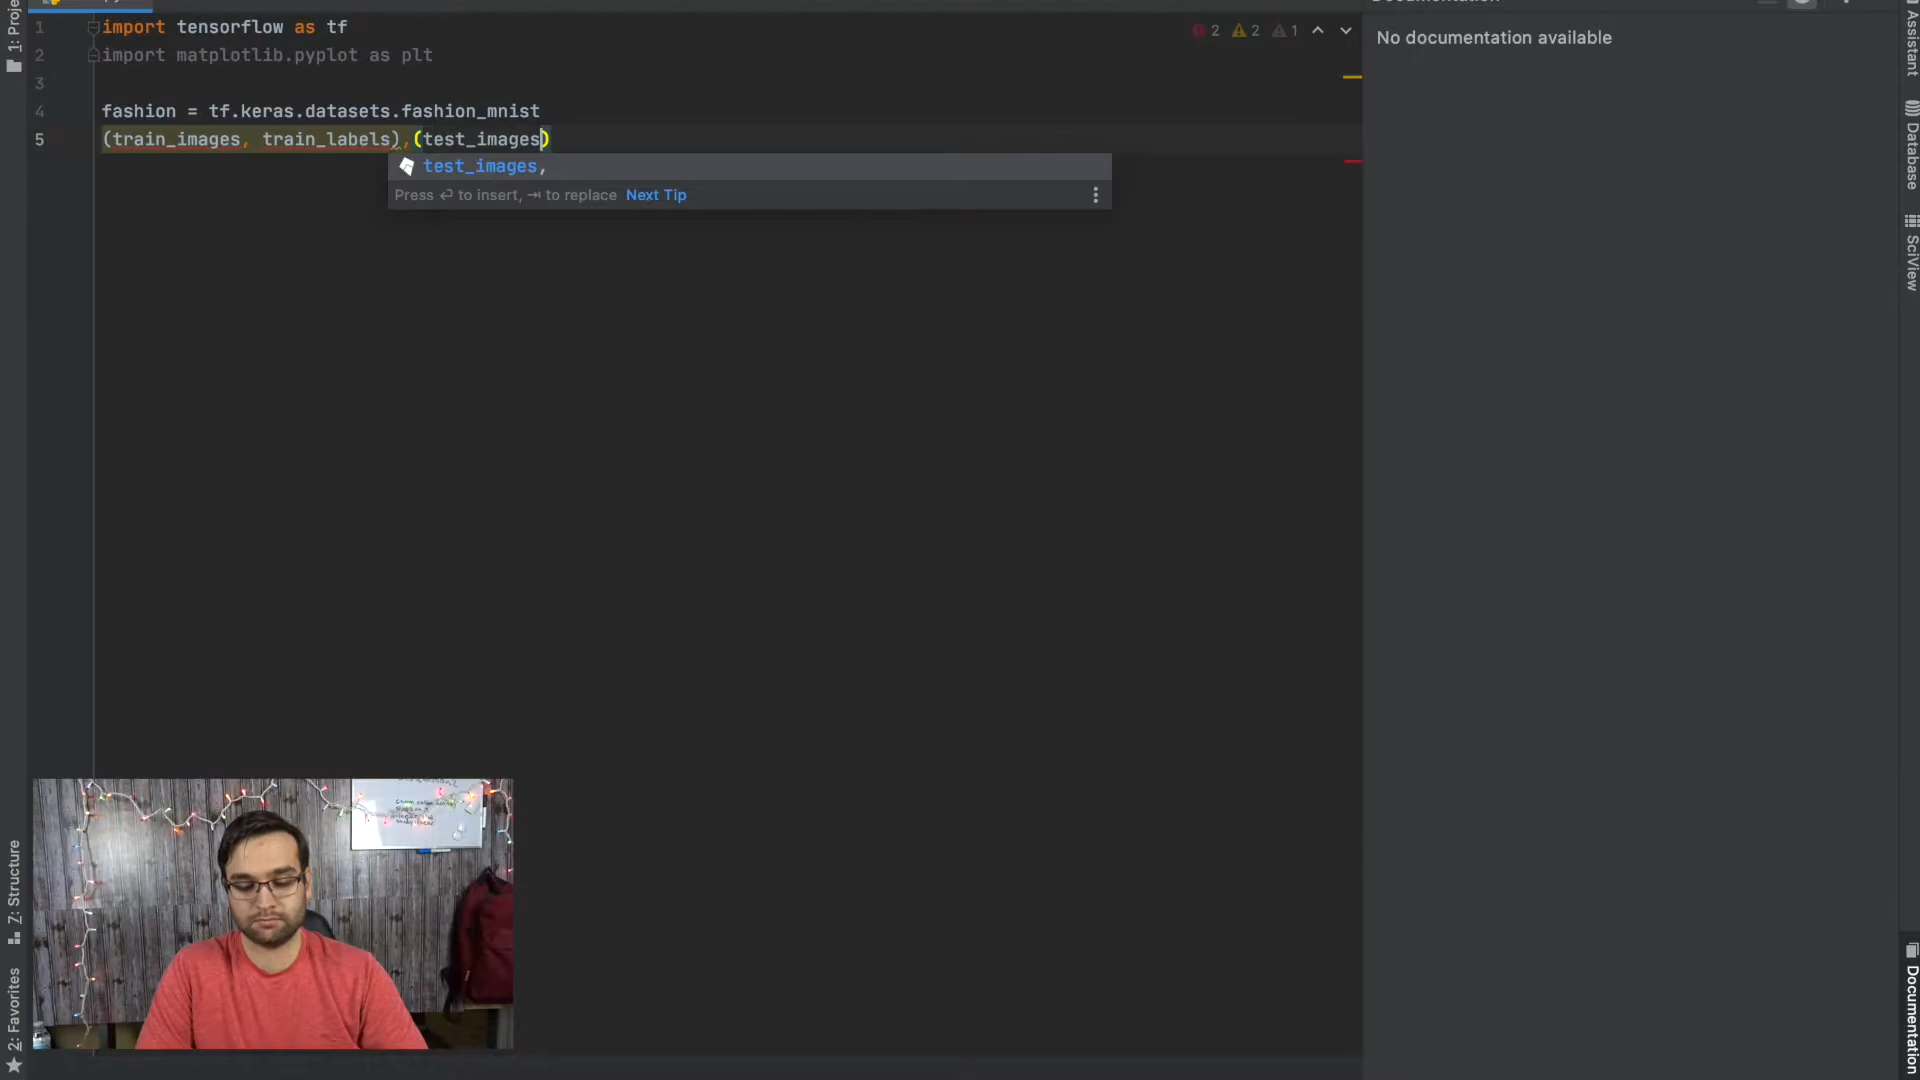 Documentation
1 import tensorflow as tf
2 import matplotlib.pyplot as plt
3
4 fashion = tf.keras.datasets.fashion_mnist
5 (train_images, train_labels),(test_images)
test_images,
Press ⏎ to insert, ⇥ to replace Next Tip
2 2 1
No documentation available
1: Proje
Z: Structure
2: Favorites
Assistant
Database
SciView
Documentation